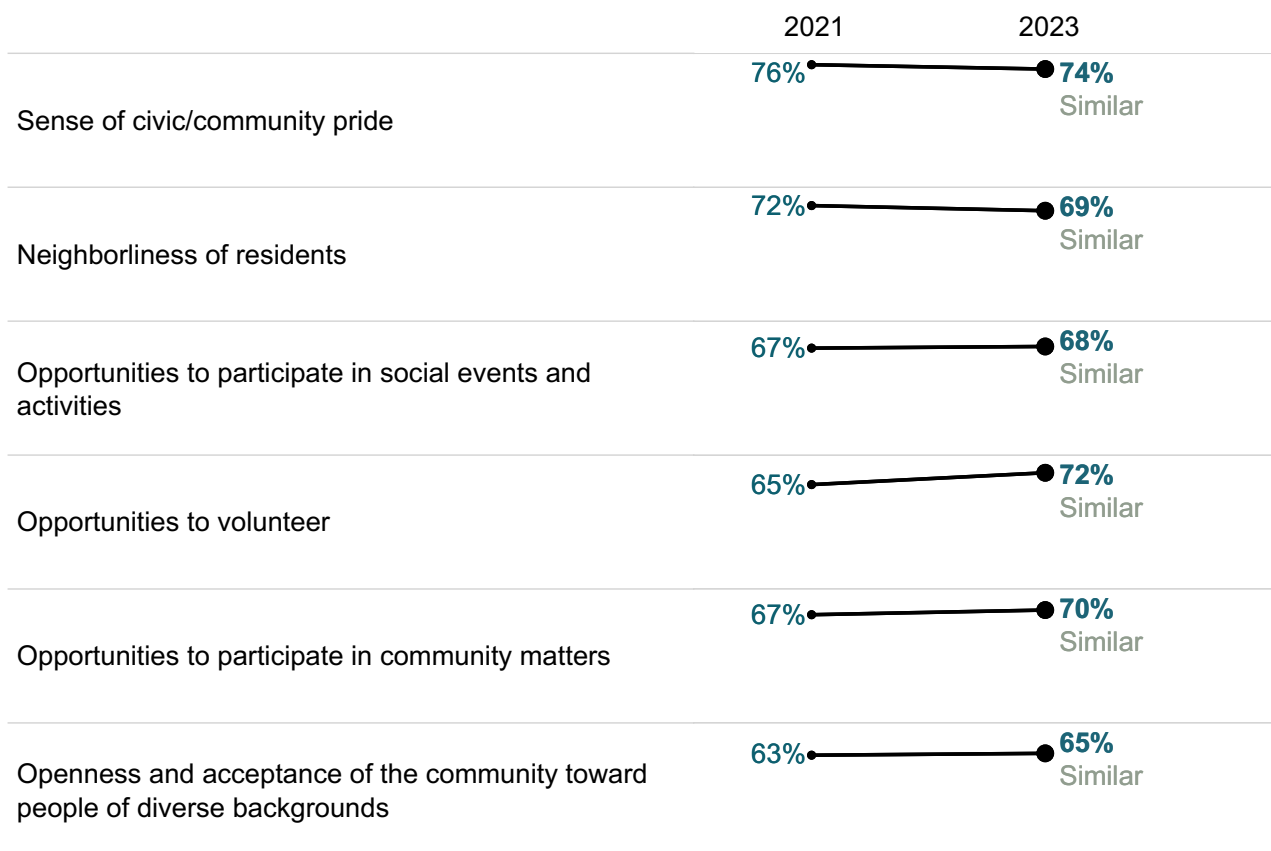 2021 2023
76% 74%
Similar
Sense of civic/community pride
72% 69%
Similar
Neighborliness of residents
67% 68%
Similar
Opportunities to participate in social events and
activities
65% 72%
Similar
Opportunities to volunteer
67% 70%
Similar
Opportunities to participate in community matters
63% 65%
Similar
Openness and acceptance of the community toward
people of diverse backgrounds